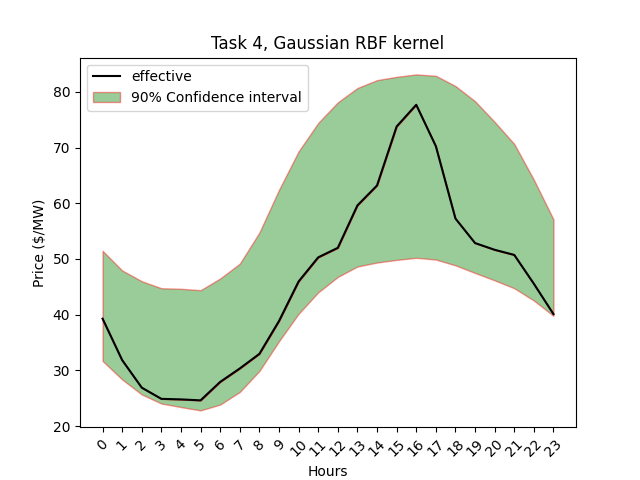 Task 4, Gaussian RBF kernel
effective
90% Confidence interval
Price ($/MW)
80
70
60
50
40
30
20
0 1 2 3 4 5 6 7 8 9 10 11 12 13 14 15 16 17 18 19 20 21 22 23
Hours